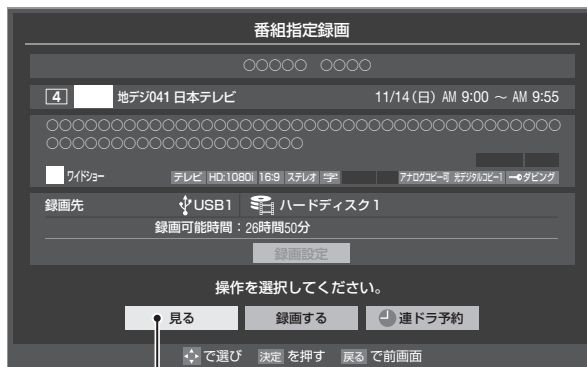 番組指定録画
○○○○○ ○○○○
4 地デジ041 日本テレビ 11/14(日) AM 9:00 ~ AM 9:55
○○○○○○○○○○○○○○○○○○○○○○○○○○○○○○○○○○○○○○○○
○○○○○○○○○○○○○○○○○○○○
ワイドショー テレビ HD:1080i 16:9 ステレオ 字 アナログコピー可 光デジタルコピー1 ダビング
録画先 USB1 ハードディスク1
録画可能時間:26時間50分
録画設定
操作を選択してください。
見る 録画する 連ドラ予約
で選び 決定 を押す 戻る で前画面